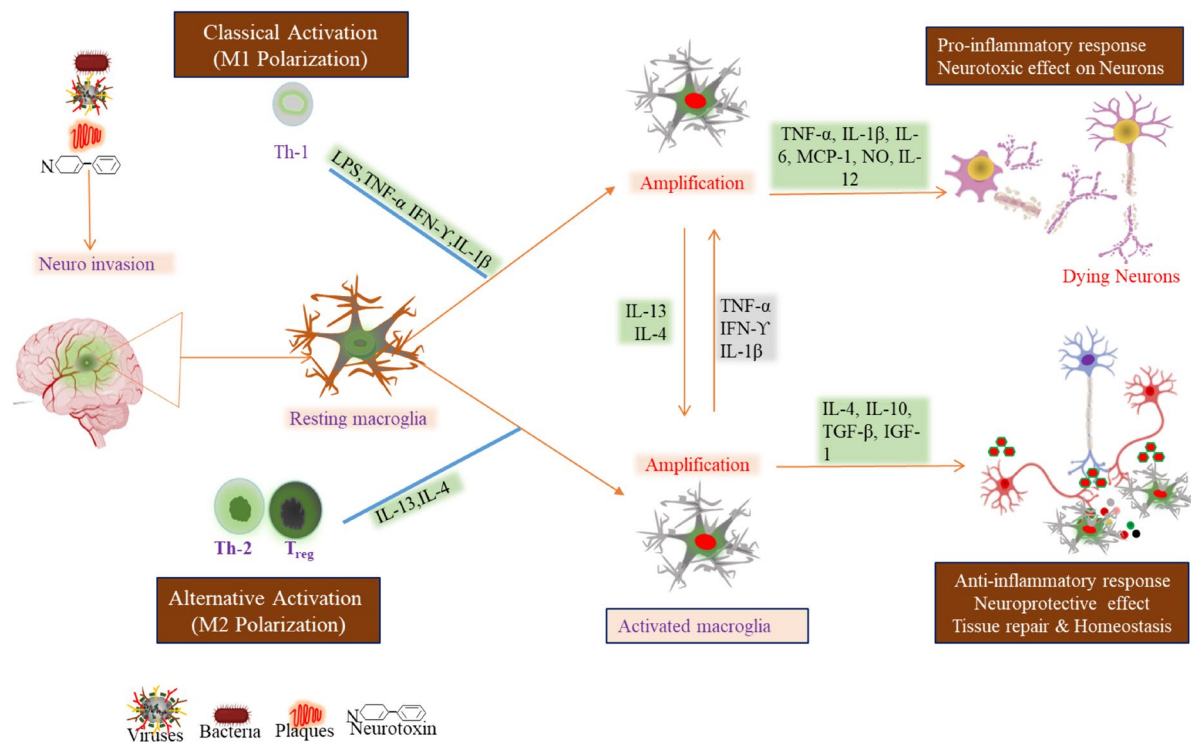 Classical Activation
(M1 Polarization)
Th-1
LPS,TNF-α IFN-ϒ,IL-1β
N
Neuro invasion
Resting macroglia
IL-13,IL-4
Th-2
Treg
Alternative Activation
(M2 Polarization)
Amplification
IL-13
IL-4
TNF-α
IFN-ϒ
IL-1β
Amplification
Activated macroglia
TNF-α, IL-1β, IL-
6, MCP-1, NO, IL-
12
IL-4, IL-10,
TGF-β, IGF-
1
Pro-inflammatory response
Neurotoxic effect on Neurons
Dying Neurons
Anti-inflammatory response
Neuroprotective effect
Tissue repair & Homeostasis
Viruses
Bacteria
Plaques
N
Neurotoxin